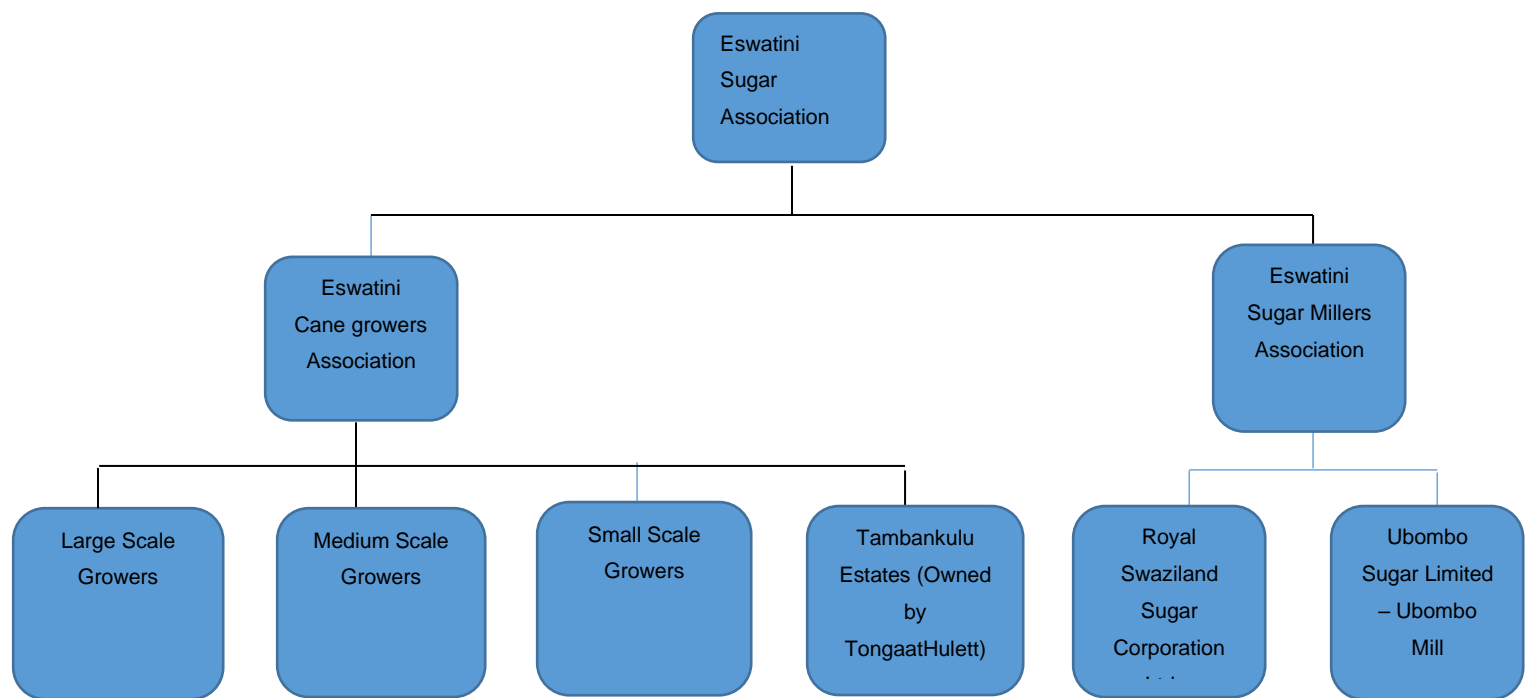 Eswatini
Sugar
Association
Eswatini
Cane growers
Association
Eswatini
Sugar Millers
Association
Large Scale
Growers
Medium Scale
Growers
Small Scale
Growers
Tambankulu
Estates (Owned
by
TongaatHulett)
Royal
Swaziland
Sugar
Corporation
Ubombo
Sugar Limited
– Ubombo
Mill